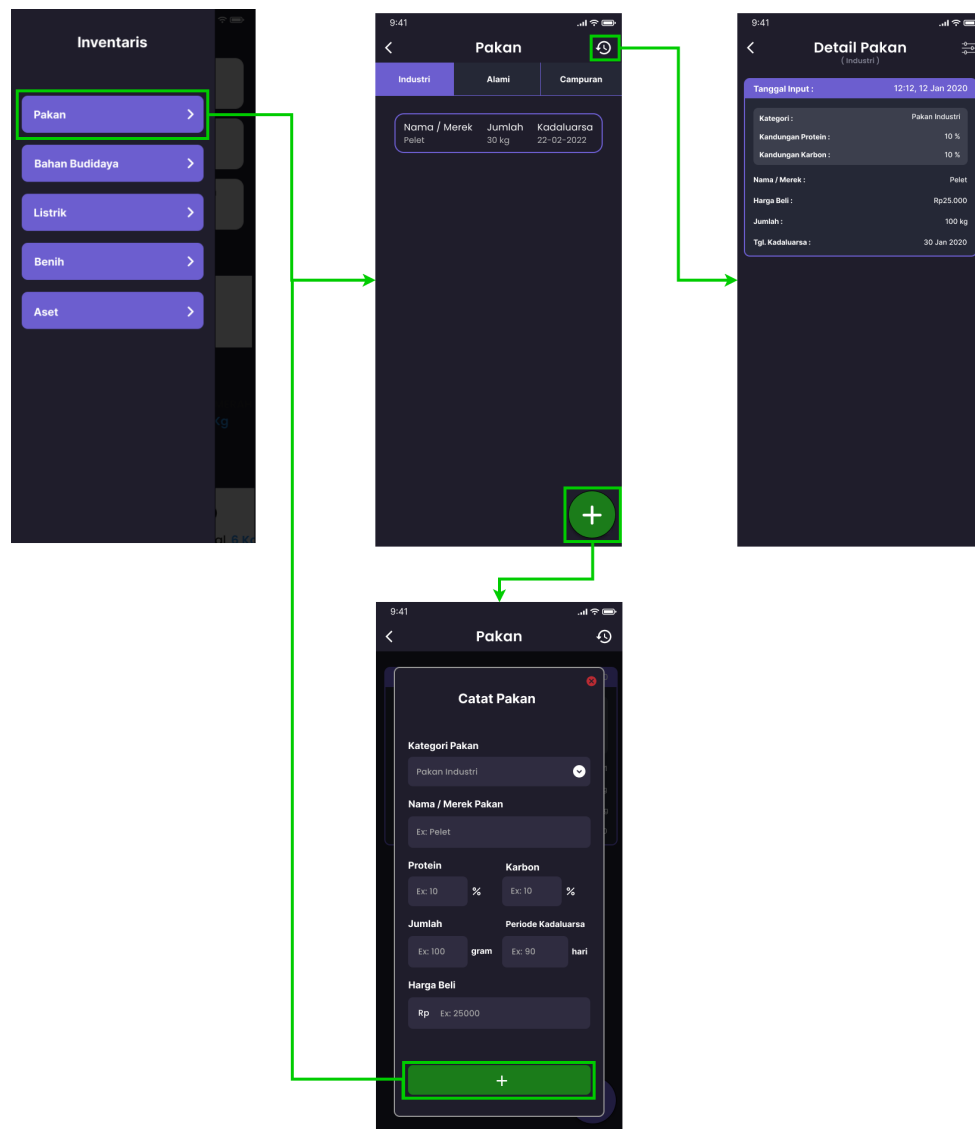 Inventaris
Pakan
Bahan Budidaya
Listrik
Benih
Aset
Kg
9:41
Pakan
Industri Alami Campuran
Nama / Merek Jumlah Kadaluarsa
Pelet 30 kg 22-02-2022
+
9:41
Detail Pakan
( Industri )
Tanggal Input : 12:12, 12 Jan 2020
Kategori : Pakan Industri
Kandungan Protein : 10 %
Kandungan Karbon : 10 %
Nama / Merek : Pelet
Harga Beli : Rp25.000
Jumlah : 100 kg
Tgl. Kadaluarsa : 30 Jan 2020
9:41
Pakan
Catat Pakan
Kategori Pakan
Pakan Industri
Nama / Merek Pakan
Ex: Pelet
Protein Karbon
Ex: 10 % Ex: 10 %
Jumlah Periode Kadaluarsa
Ex: 100 gram Ex: 90 hari
Harga Beli
Rp Ex: 25000
+